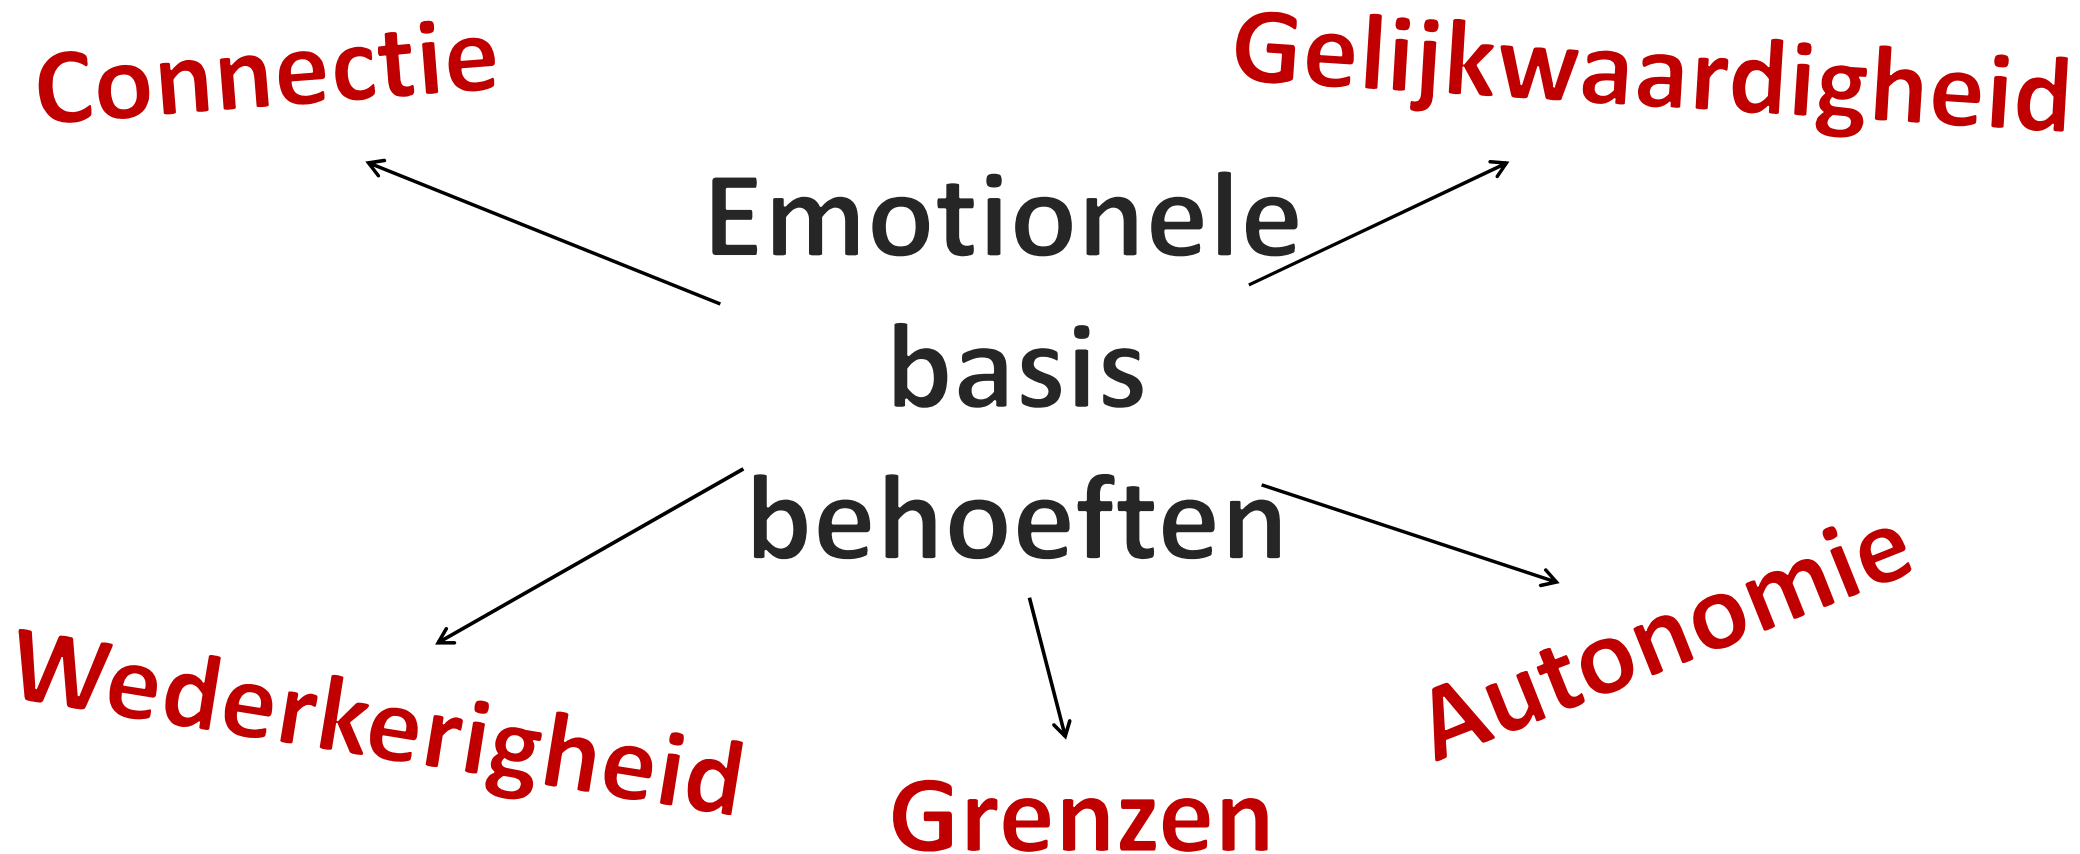 Connectie
Gelijkwaardigheid
Emotionele
basis
behoeften
Autonomie
Wederkerigheid
Grenzen